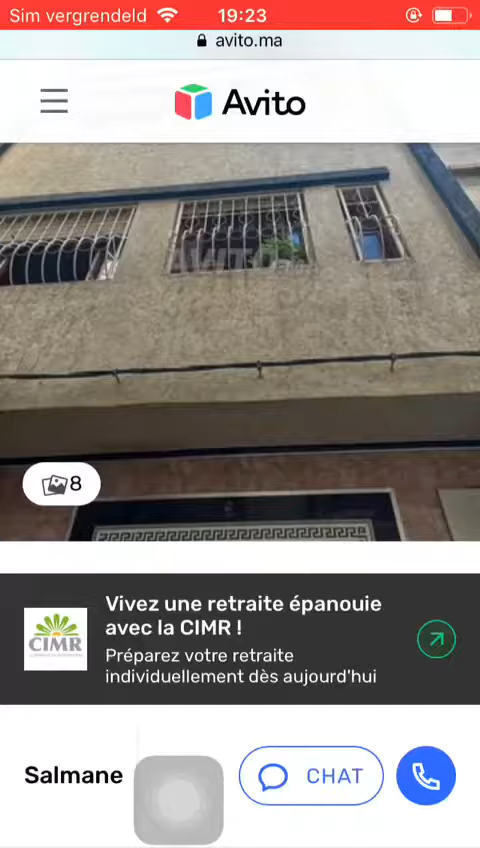 Sim vergrendeld
19:23
avito.ma
Avito
AVITO
8
CIMR
Vivez une retraite épanouie
avec la CIMR !
Préparez votre retraite
individuellement dès aujourd'hui
Salmane
CHAT